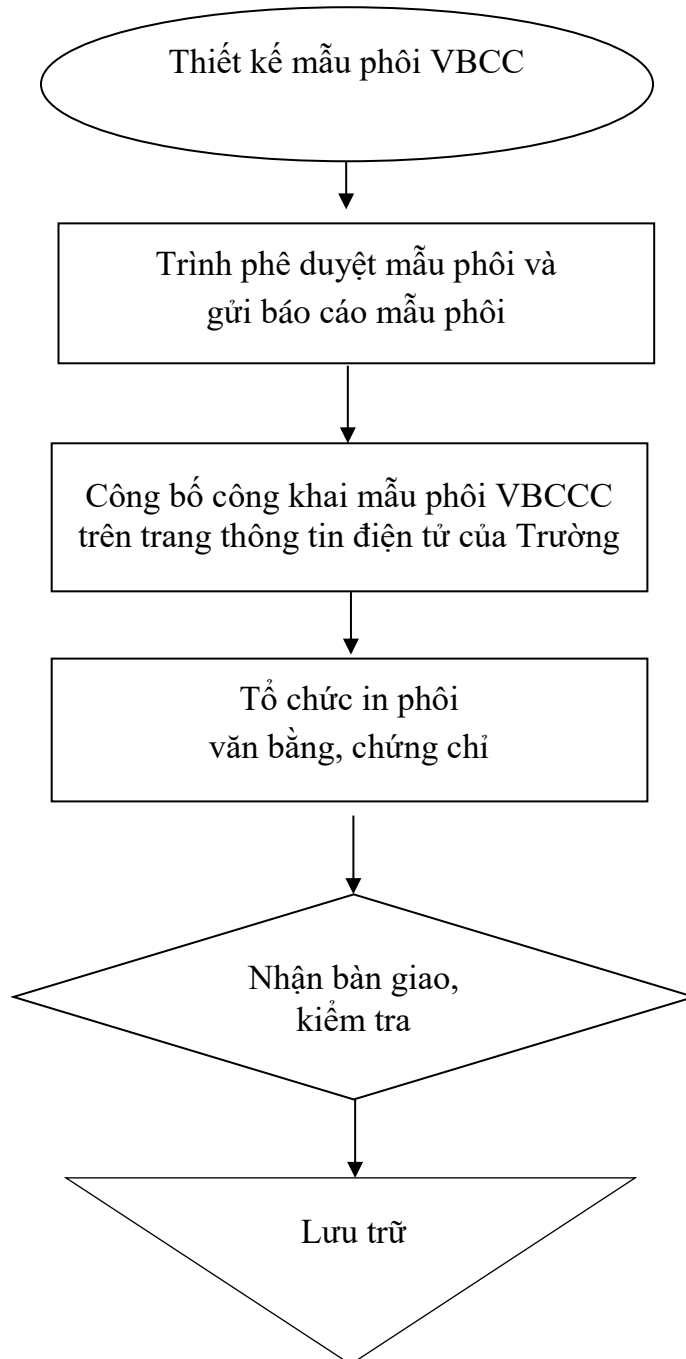 Thiết kế mẫu phôi VBCC
Trình phê duyệt mẫu phôi và
gửi báo cáo mẫu phôi
Công bố công khai mẫu phôi VBCCC
trên trang thông tin điện tử của Trường
Tổ chức in phôi
văn bằng, chứng chỉ
Nhận bàn giao,
kiểm tra
Lưu trữ